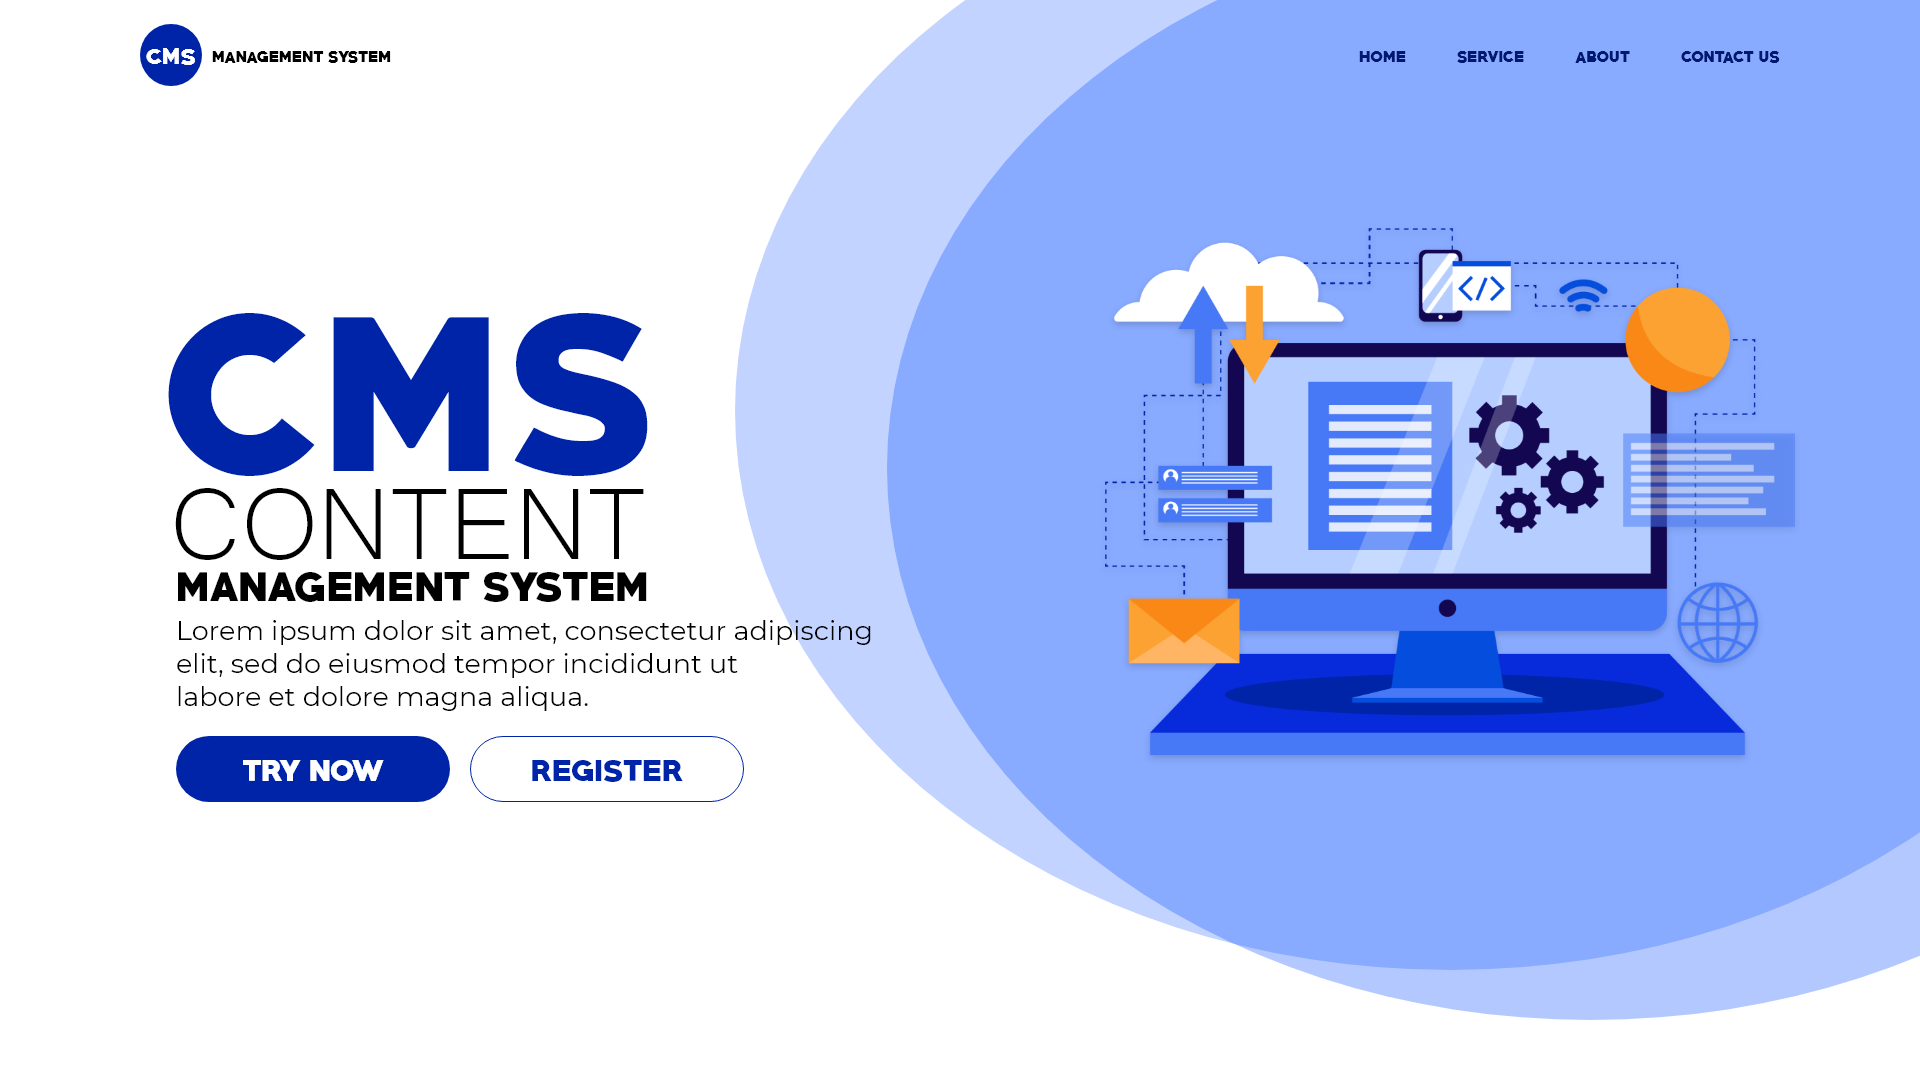 CMS MANAGEMENT SYSTEM
HOME SERVICE ABOUT CONTACT US
</>
CMS
CONTENT
MANAGEMENT SYSTEM
Lorem ipsum dolor sit amet, consectetur adipiscing
elit, sed do eiusmod tempor incididunt ut
labore et dolore magna aliqua.
TRY NOW REGISTER